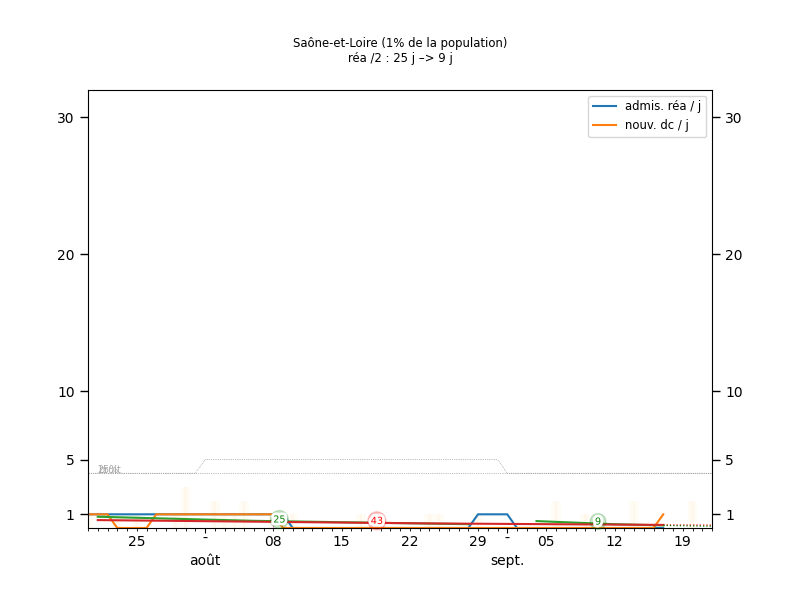 Saône-et-Loire (1% de la population)
réa /2 : 25 j –> 9 j
admis. réa / j
nouv. dc / j
30 30
20 20
10 10
5 5
1 1
25 43 9
25 - 08 15 22 29 - 05 12 19
août sept.